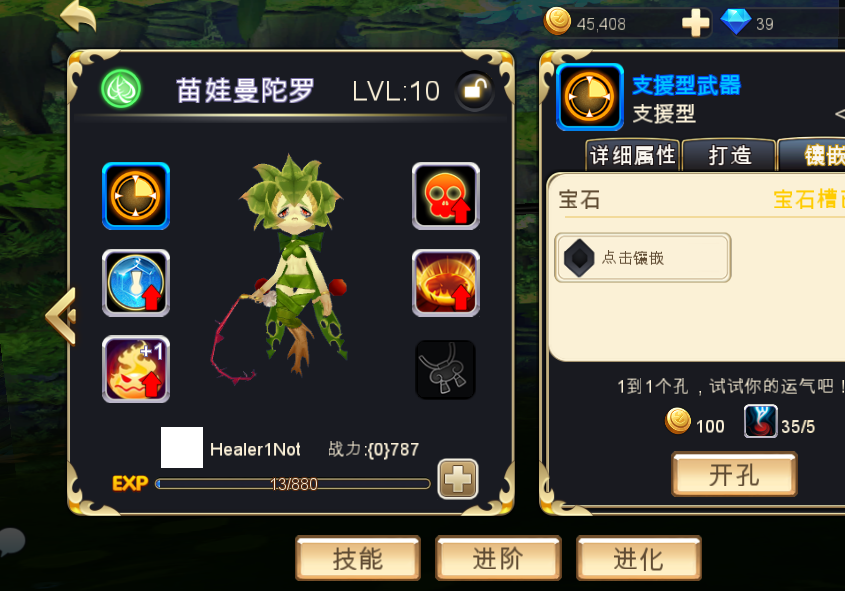 45,408
39
苗娃曼陀罗 LVL:10
支援型武器
支援型
详细属性 打造 镶嵌
宝石 宝石槽已
点击镶嵌
+1
1到1个孔，试试你的运气吧！
100 35/5
Healer1Not 战力:{0}787
EXP 13/880
开孔
技能 进阶 进化